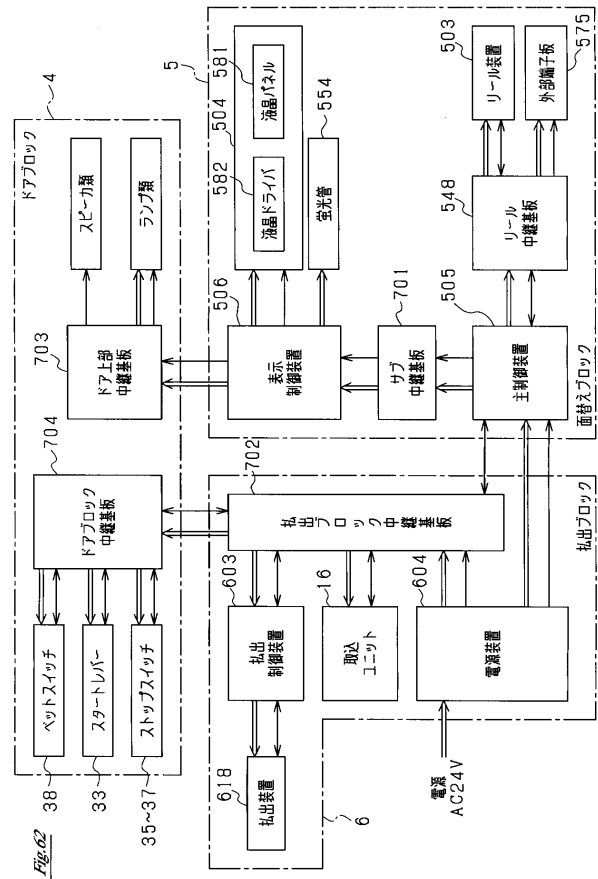 Fig.62
ドアブロック
4
ベットスイッチ
38
スタートレバー
33
ストップスイッチ
35~37
ドアブロック
中継基板
704
ドア上部
中継基板
703
スピーカ類
ランプ類
払出ブロック
6
払出装置
618
払出
制御装置
603
取込
ユニット
16
電源装置
604
電源
AC24V
払出ブロック中継基板
702
面替えブロック
5
表示
制御装置
506
サブ
中継基板
701
主制御装置
505
504
液晶ドライバ
582
液晶パネル
581
蛍光管
554
リール
中継基板
548
リール装置
503
外部端子板
575